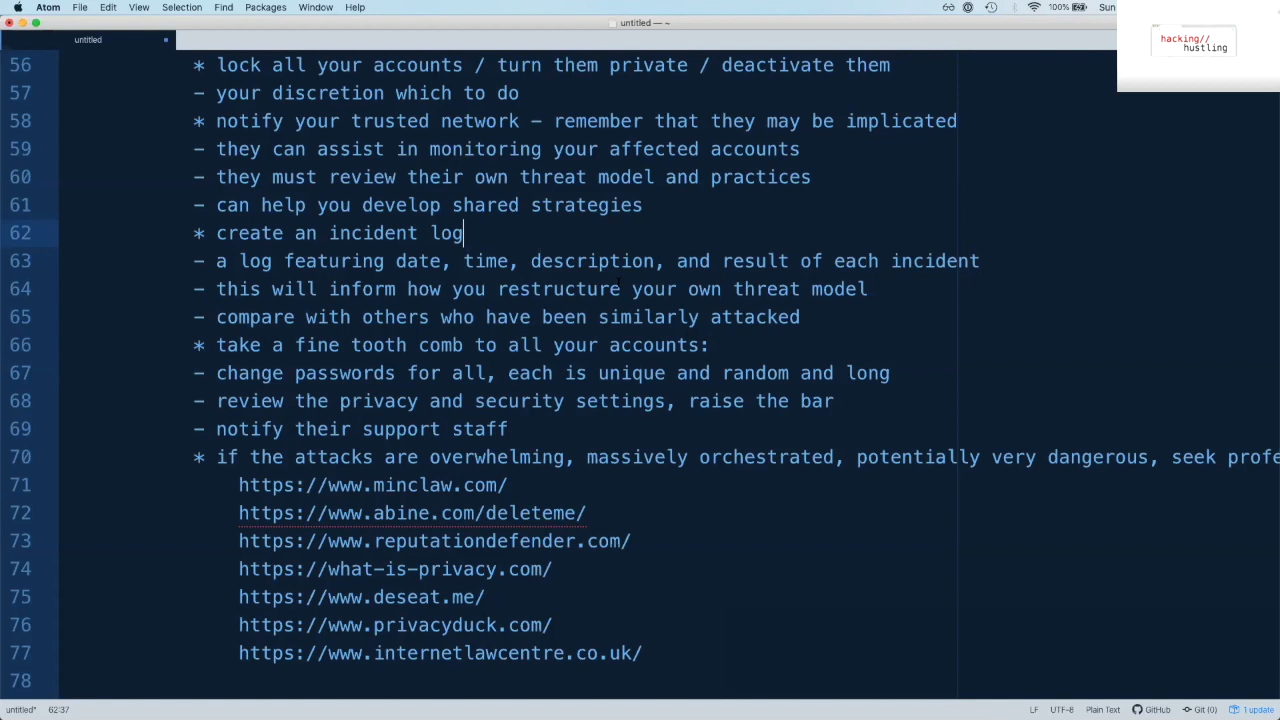 Atom File Edit View Selection Find Packages Window Help 100% Sun
untitled — ~
untitled
hacking//
hustling
56 * lock all your accounts / turn them private / deactivate them
57 - your discretion which to do
58 * notify your trusted network - remember that they may be implicated
59 - they can assist in monitoring your affected accounts
60 - they must review their own threat model and practices
61 - can help you develop shared strategies
62 * create an incident log
63 - a log featuring date, time, description, and result of each incident
64 - this will inform how you restructure your own threat model
65 - compare with others who have been similarly attacked
66 * take a fine tooth comb to all your accounts:
67 - change passwords for all, each is unique and random and long
68 - review the privacy and security settings, raise the bar
69 - notify their support staff
70 * if the attacks are overwhelming, massively orchestrated, potentially very dangerous, seek profe
71 https://www.minclaw.com/
72 https://www.abine.com/deleteme/
73 https://www.reputationdefender.com/
74 https://what-is-privacy.com/
75 https://www.deseat.me/
76 https://www.privacyduck.com/
77 https://www.internetlawcentre.co.uk/
78
untitled* 62:37 LF UTF-8 Plain Text GitHub Git (0) 1 update